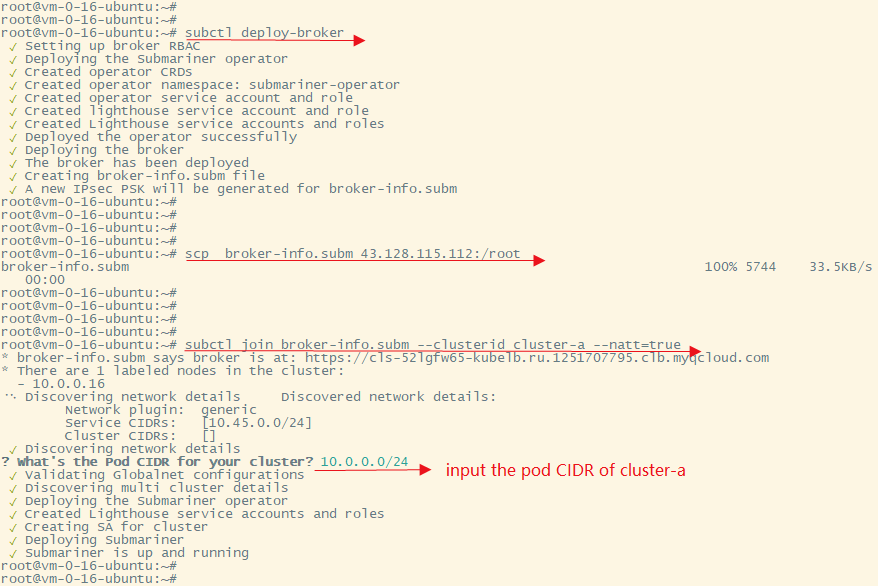 root@vm-0-16-ubuntu:~#
root@vm-0-16-ubuntu:~#
root@vm-0-16-ubuntu:~# subctl deploy-broker
✓ Setting up broker RBAC
✓ Deploying the Submariner operator
✓ Created operator CRDs
✓ Created operator namespace: submariner-operator
✓ Created operator service account and role
✓ Created lighthouse service account and role
✓ Created Lighthouse service accounts and roles
✓ Deployed the operator successfully
✓ Deploying the broker
✓ The broker has been deployed
✓ Creating broker-info.subm file
✓ A new IPsec PSK will be generated for broker-info.subm
root@vm-0-16-ubuntu:~#
root@vm-0-16-ubuntu:~#
root@vm-0-16-ubuntu:~#
root@vm-0-16-ubuntu:~#
root@vm-0-16-ubuntu:~# scp  broker-info.subm 43.128.115.112:/root
broker-info.subm 100% 5744 33.5KB/s
00:00
root@vm-0-16-ubuntu:~#
root@vm-0-16-ubuntu:~#
root@vm-0-16-ubuntu:~#
root@vm-0-16-ubuntu:~#
root@vm-0-16-ubuntu:~# subctl join broker-info.subm --clusterid cluster-a --natt=true
* broker-info.subm says broker is at: https://cls-52lgfw65-kubelb.ru.1251707795.clb.myqcloud.com
* There are 1 labeled nodes in the cluster:
- 10.0.0.16
Discovering network details     Discovered network details:
Network plugin:  generic
Service CIDRs:   [10.45.0.0/24]
Cluster CIDRs:   []
✓ Discovering network details
? What's the Pod CIDR for your cluster? 10.0.0.0/24
input the pod CIDR of cluster-a
✓ Validating Globalnet configurations
✓ Discovering multi cluster details
✓ Deploying the Submariner operator
✓ Created Lighthouse service accounts and roles
✓ Creating SA for cluster
✓ Deploying Submariner
✓ Submariner is up and running
root@vm-0-16-ubuntu:~#
root@vm-0-16-ubuntu:~#